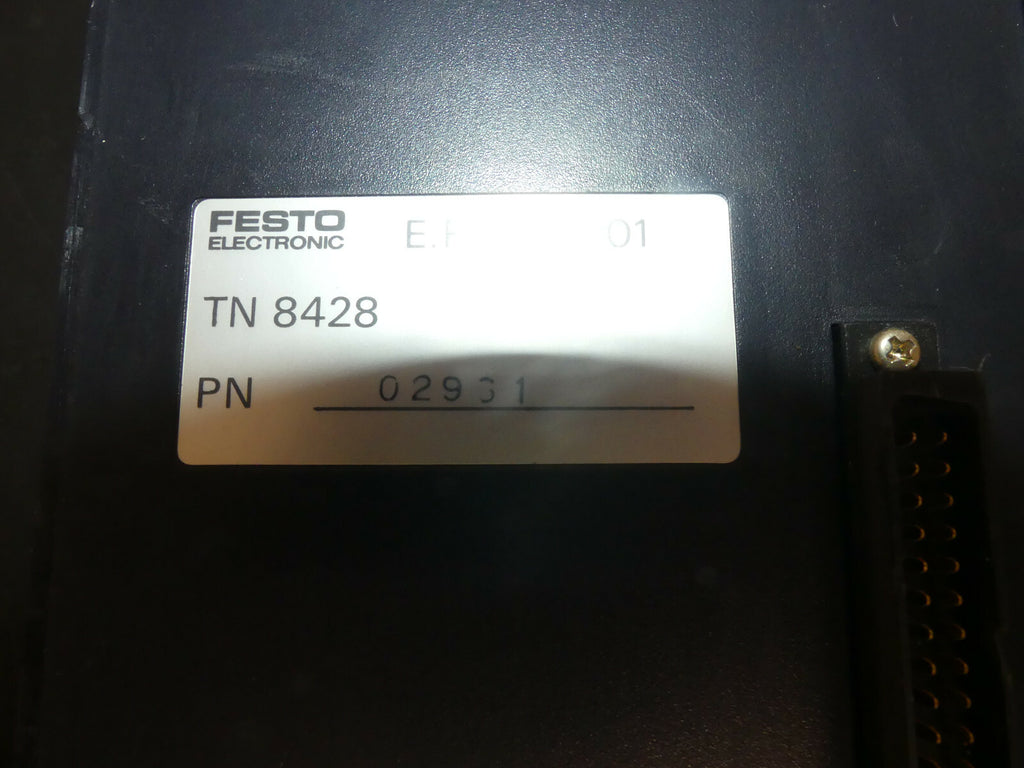 FESTO
ELECTRONIC
01
TN 8428
PN 02931